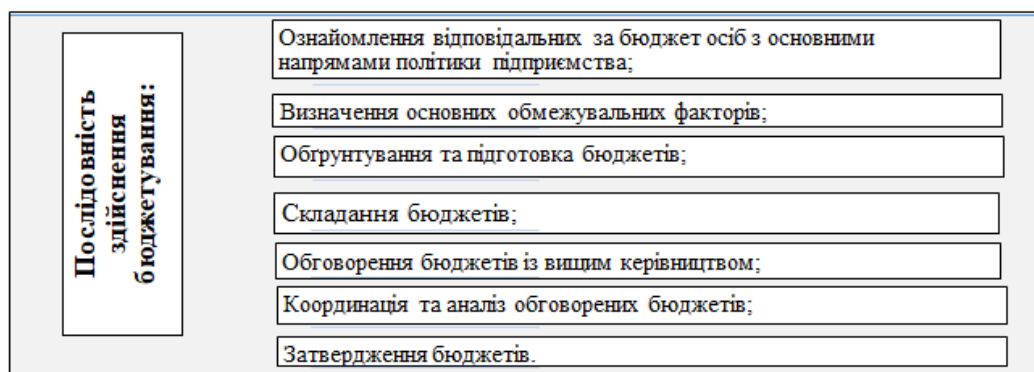 Послідовність
здійснення
бюджетування:
Ознайомлення відповідальних за бюджет осіб з основними
напрямами політики підприємства;
Визначення основних обмежувальних факторів;
Обґрунтування та підготовка бюджетів;
Складання бюджетів;
Обговорення бюджетів із вищим керівництвом;
Координація та аналіз обговорених бюджетів;
Затвердження бюджетів.